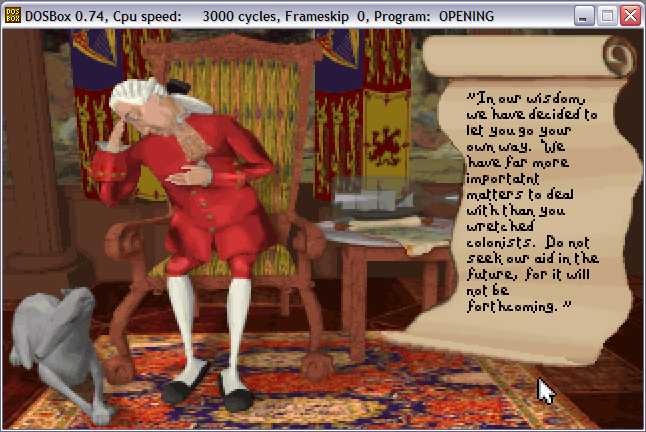 DOSBox 0.74, Cpu speed: 3000 cycles, Frameskip 0, Program: OPENING
"In our wisdom,
we have decided to
let you go your
own way. We
have far more
importatnt
matters to deal
with than you
wretched
colonists. Do not
seek our aid in the
future, for it will
not be
forthcoming."